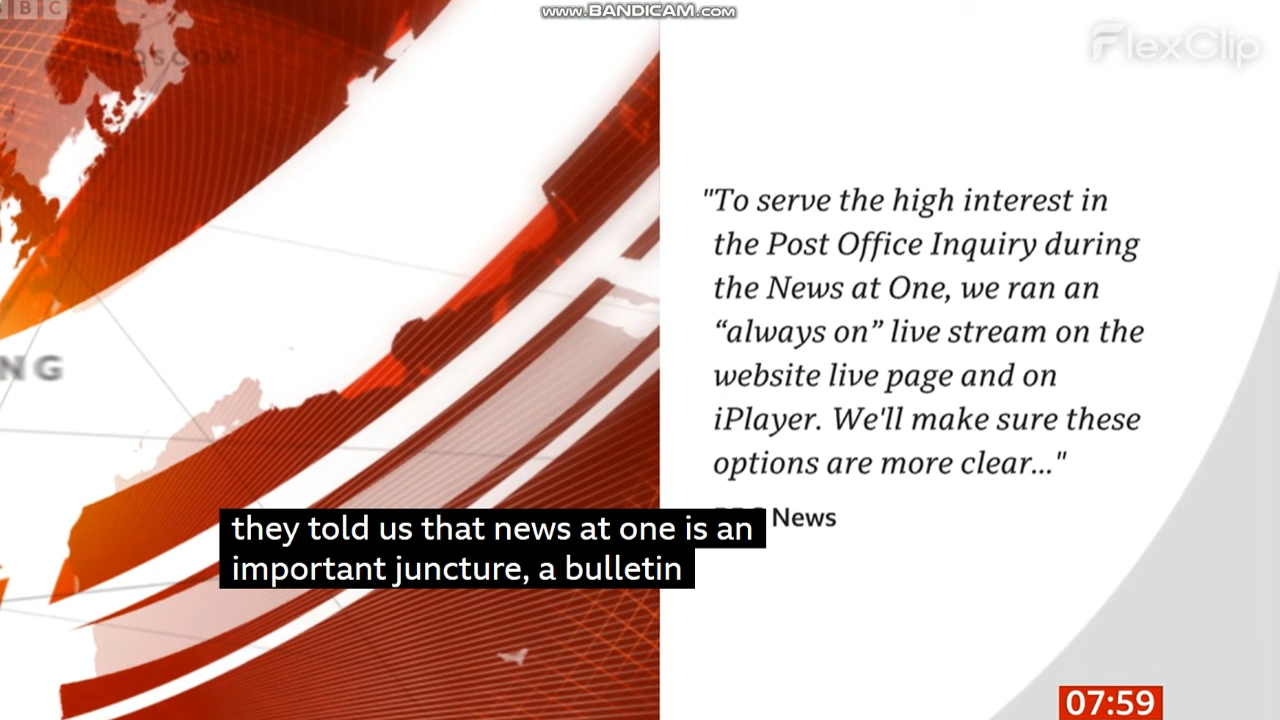 BBC
www.BANDICAM.com
FlexClip
MOSCOW
NG
"To serve the high interest in
the Post Office Inquiry during
the News at One, we ran an
“always on” live stream on the
website live page and on
iPlayer. We'll make sure these
options are more clear..."
News
they told us that news at one is an
important juncture, a bulletin
07:59